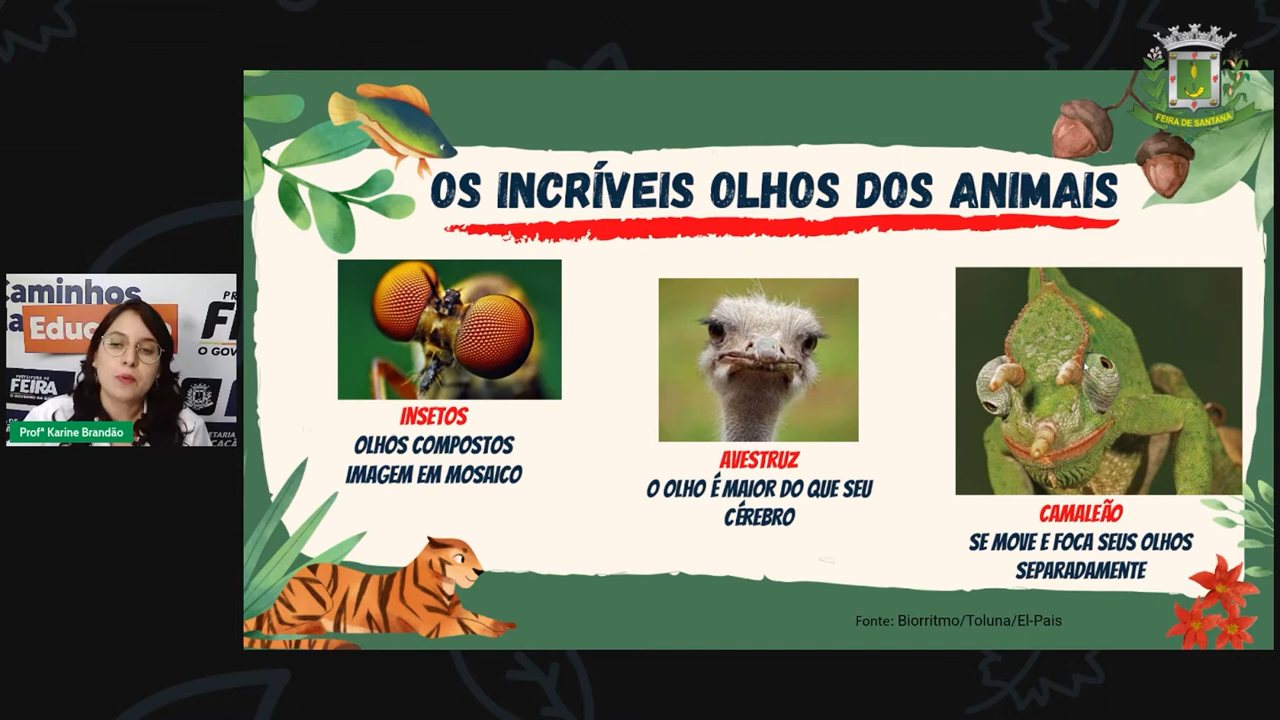 FEIRA DE SANTANA
OS INCRÍVEIS OLHOS DOS ANIMAIS
INSETOS
OLHOS COMPOSTOS
IMAGEM EM MOSAICO
AVESTRUZ
O OLHO É MAIOR DO QUE SEU
CÉREBRO
CAMALEÃO
SE MOVE E FOCA SEUS OLHOS
SEPARADAMENTE
Fonte: Biorritmo/Toluna/El-Pais
aminhos
Educ
FEIRA
O GOV
Profª Karine Brandão